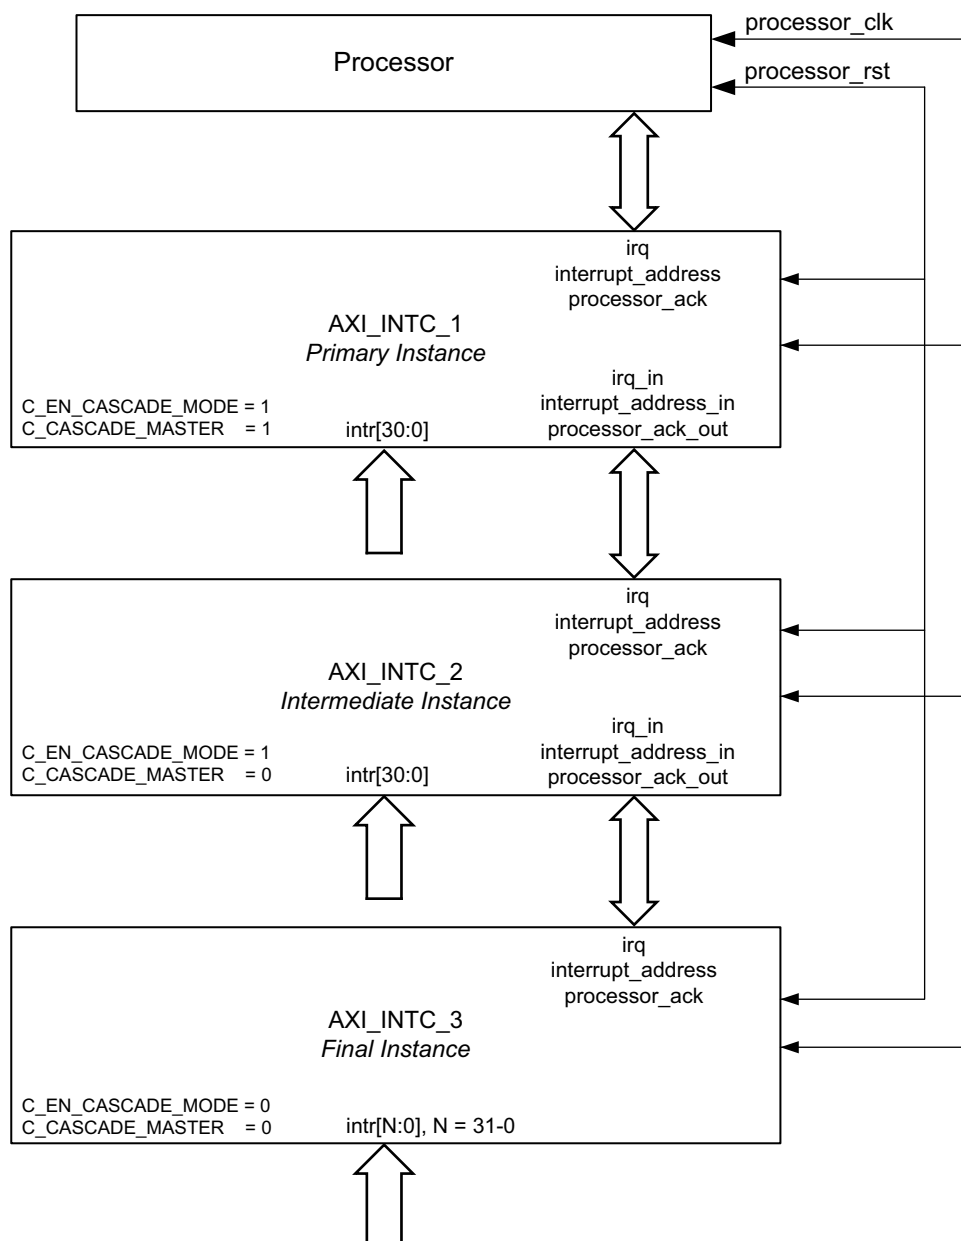 processor_clk
Processor
processor_rst
irq
interrupt_address
processor_ack
AXI_INTC_1
Primary Instance
irq_in
interrupt_address_in
processor_ack_out
C_EN_CASCADE_MODE = 1
C_CASCADE_MASTER = 1
intr[30:0]
irq
interrupt_address
processor_ack
AXI_INTC_2
Intermediate Instance
irq_in
interrupt_address_in
processor_ack_out
C_EN_CASCADE_MODE = 1
C_CASCADE_MASTER = 0
intr[30:0]
irq
interrupt_address
processor_ack
AXI_INTC_3
Final Instance
C_EN_CASCADE_MODE = 0
C_CASCADE_MASTER = 0
intr[N:0], N = 31-0